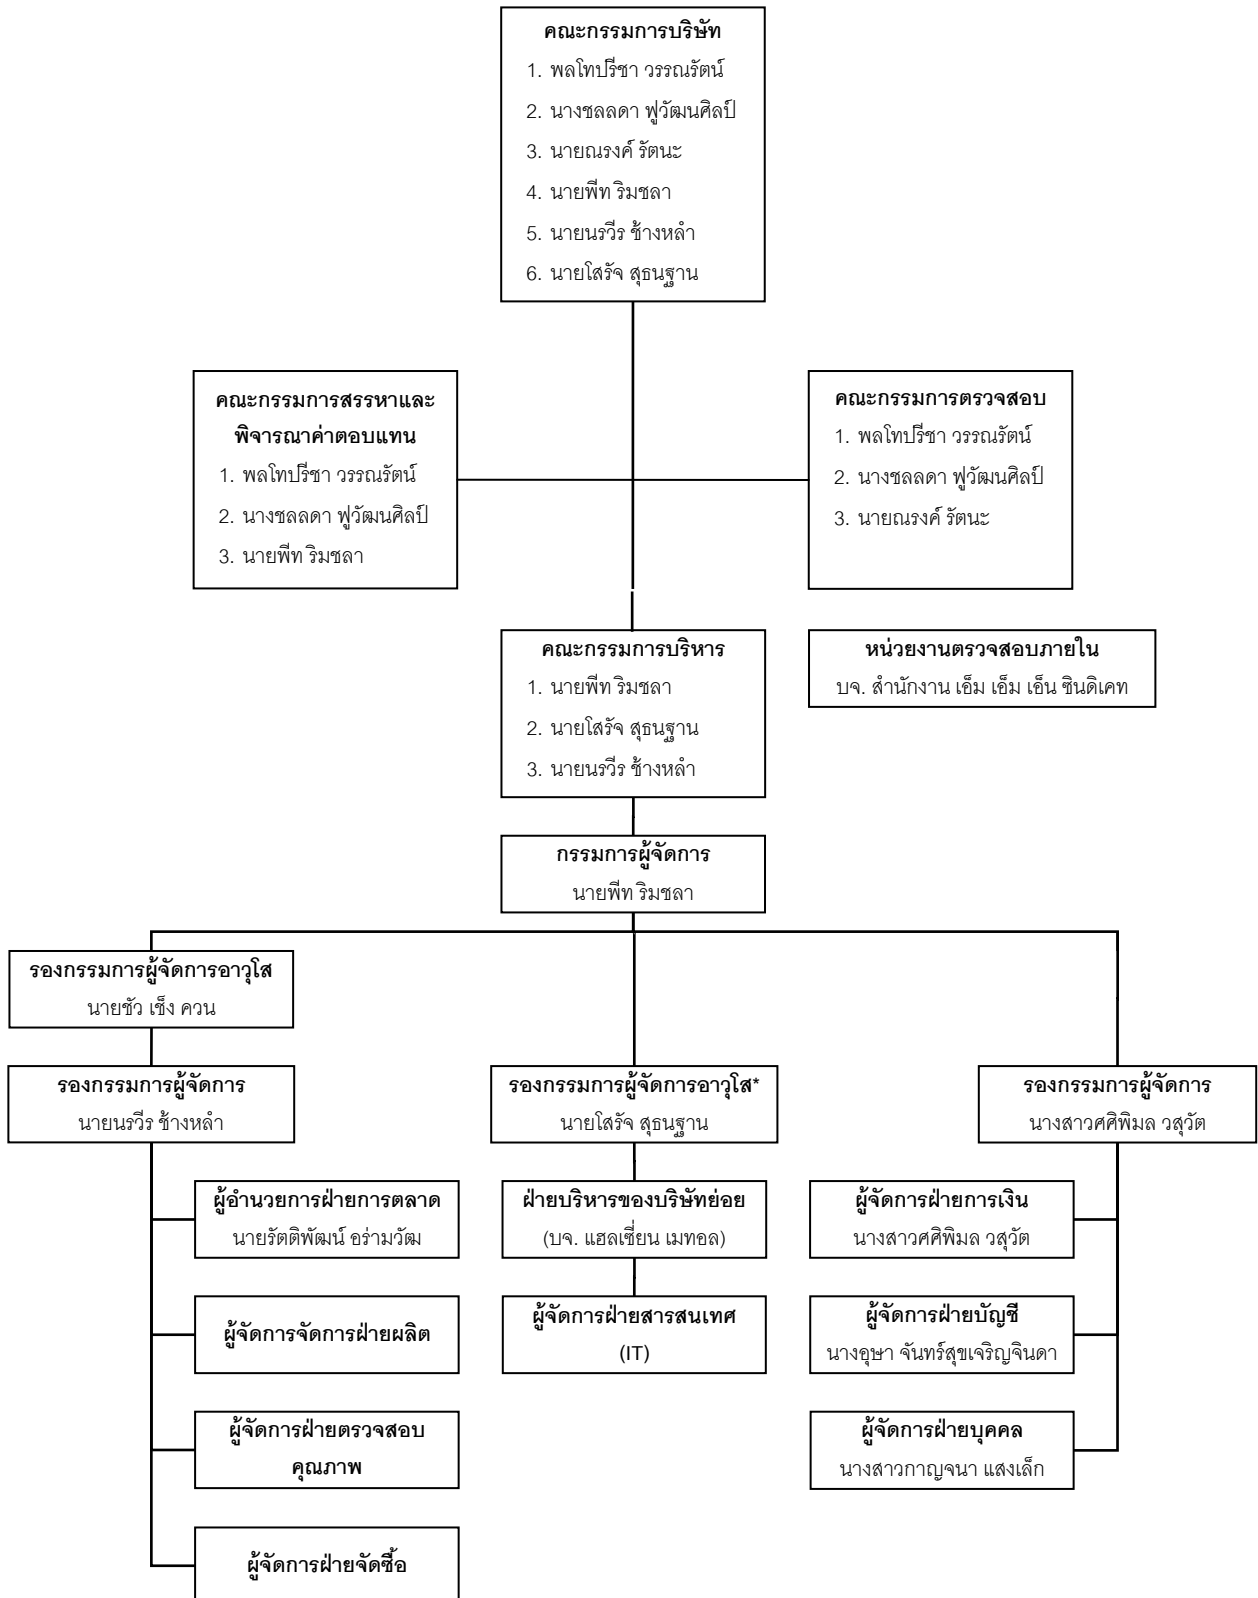 คณะกรรมการบริษัท
1. พลโทปรีชา วรรณรัตน์
2. นางชลลดา ฟูวัฒนศิลป์
3. นายณรงค์ รัตนะ
4. นายพีท ริมชลา
5. นายนรวีร ช้างหลำ
6. นายโสรัจ สุธนฐาน
คณะกรรมการสรรหาและ
พิจารณาค่าตอบแทน
1. พลโทปรีชา วรรณรัตน์
2. นางชลลดา ฟูวัฒนศิลป์
3. นายพีท ริมชลา
คณะกรรมการตรวจสอบ
1. พลโทปรีชา วรรณรัตน์
2. นางชลลดา ฟูวัฒนศิลป์
3. นายณรงค์ รัตนะ
คณะกรรมการบริหาร
1. นายพีท ริมชลา
2. นายโสรัจ สุธนฐาน
3. นายนรวีร ช้างหลำ
หน่วยงานตรวจสอบภายใน
บจ. สำนักงาน เอ็ม เอ็ม เอ็น ซินดิเคท
กรรมการผู้จัดการ
นายพีท ริมชลา
รองกรรมการผู้จัดการอาวุโส
นายชัว เช็ง ควน
รองกรรมการผู้จัดการ
นายนรวีร ช้างหลำ
รองกรรมการผู้จัดการอาวุโส*
นายโสรัจ สุธนฐาน
รองกรรมการผู้จัดการ
นางสาวศศิพิมล วสุวัต
ผู้อำนวยการฝ่ายการตลาด
นายรัตติพัฒน์ อร่ามวัฒ
ฝ่ายบริหารของบริษัทย่อย
(บจ. แฮลเซี่ยน เมทอล)
ผู้จัดการฝ่ายการเงิน
นางสาวศศิพิมล วสุวัต
ผู้จัดการจัดการฝ่ายผลิต
ผู้จัดการฝ่ายสารสนเทศ
(IT)
ผู้จัดการฝ่ายบัญชี
นางอุษา จันทร์สุขเจริญจินดา
ผู้จัดการฝ่ายตรวจสอบ
คุณภาพ
ผู้จัดการฝ่ายบุคคล
นางสาวกาญจนา แสงเล็ก
ผู้จัดการฝ่ายจัดซื้อ